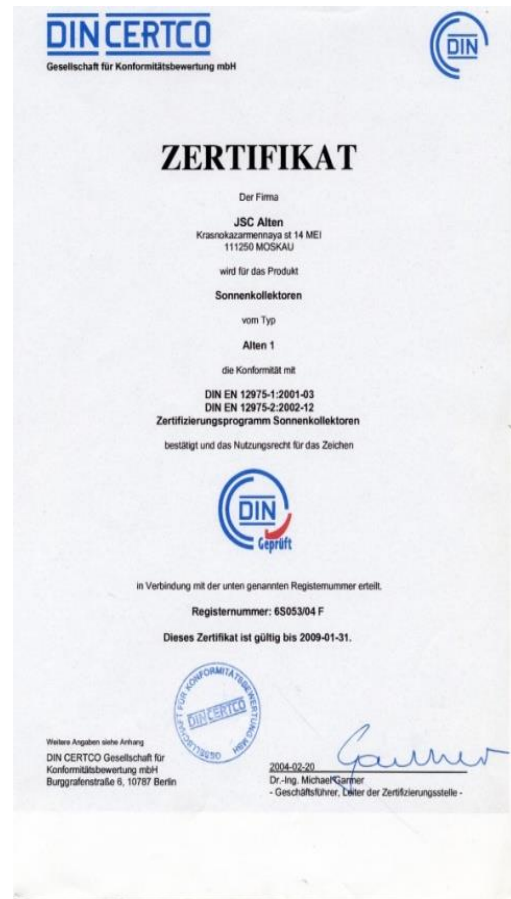 DIN CERTCO
Gesellschaft für Konformitätsbewertung mbH
DIN
ZERTIFIKAT
Der Firma
JSC Alten
Krasnokazarmennaya st 14 MEI
111250 MOSKAU
wird für das Produkt
Sonnenkollektoren
vom Typ
Alten 1
die Konformität mit
DIN EN 12975-1:2001-03
DIN EN 12975-2:2002-12
Zertifizierungsprogramm Sonnenkollektoren
bestätigt und das Nutzungsrecht für das Zeichen
DIN
Geprüft
in Verbindung mit der unten genannten Registernummer erteilt.
Registernummer: 6S053/04 F
Dieses Zertifikat ist gültig bis 2009-01-31.
GESELLSCHAFT FÜR KONFORMITÄTSBEWERTUNG MBH
DIN CERTCO
Weitere Angaben siehe Anhang
DIN CERTCO Gesellschaft für
Konformitätsbewertung mbH
Burggrafenstraße 6, 10787 Berlin
2004-02-20
Dr.-Ing. Michael Garmer
- Geschäftsführer, Leiter der Zertifizierungsstelle -